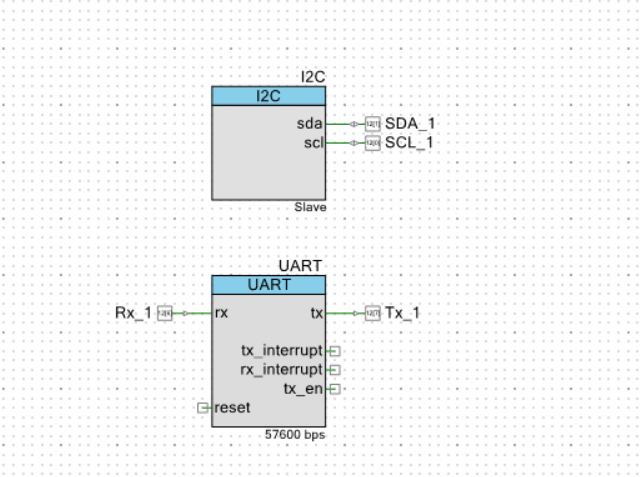 I2C
I2C
sda
SDA_1
scl
SCL_1
Slave
UART
UART
Rx_1
rx
tx
Tx_1
tx_interrupt
rx_interrupt
tx_en
reset
57600 bps